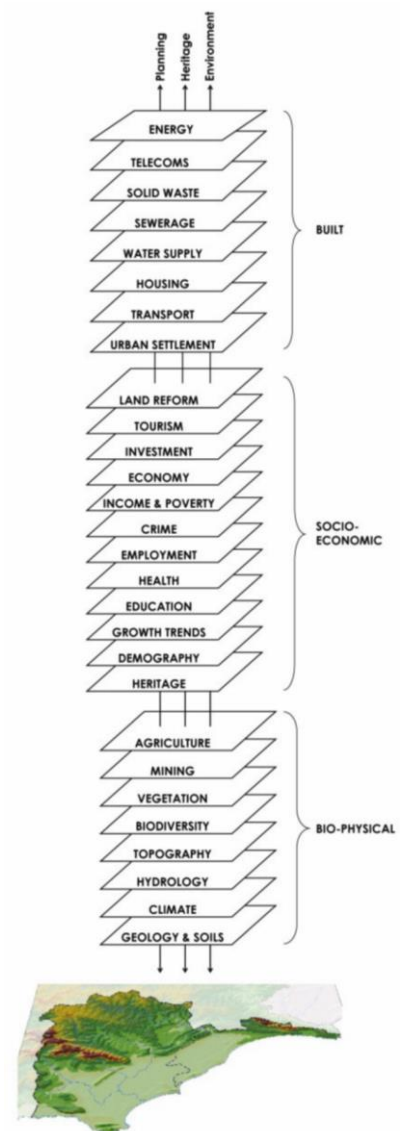 Planning
Heritage
Environment
ENERGY
TELECOMS
SOLID WASTE
SEWERAGE
WATER SUPPLY
HOUSING
TRANSPORT
URBAN SETTLEMENT
BUILT
LAND REFORM
TOURISM
INVESTMENT
ECONOMY
INCOME & POVERTY
CRIME
EMPLOYMENT
HEALTH
EDUCATION
GROWTH TRENDS
DEMOGRAPHY
HERITAGE
SOCIO-
ECONOMIC
AGRICULTURE
MINING
VEGETATION
BIODIVERSITY
TOPOGRAPHY
HYDROLOGY
CLIMATE
GEOLOGY & SOILS
BIO-PHYSICAL